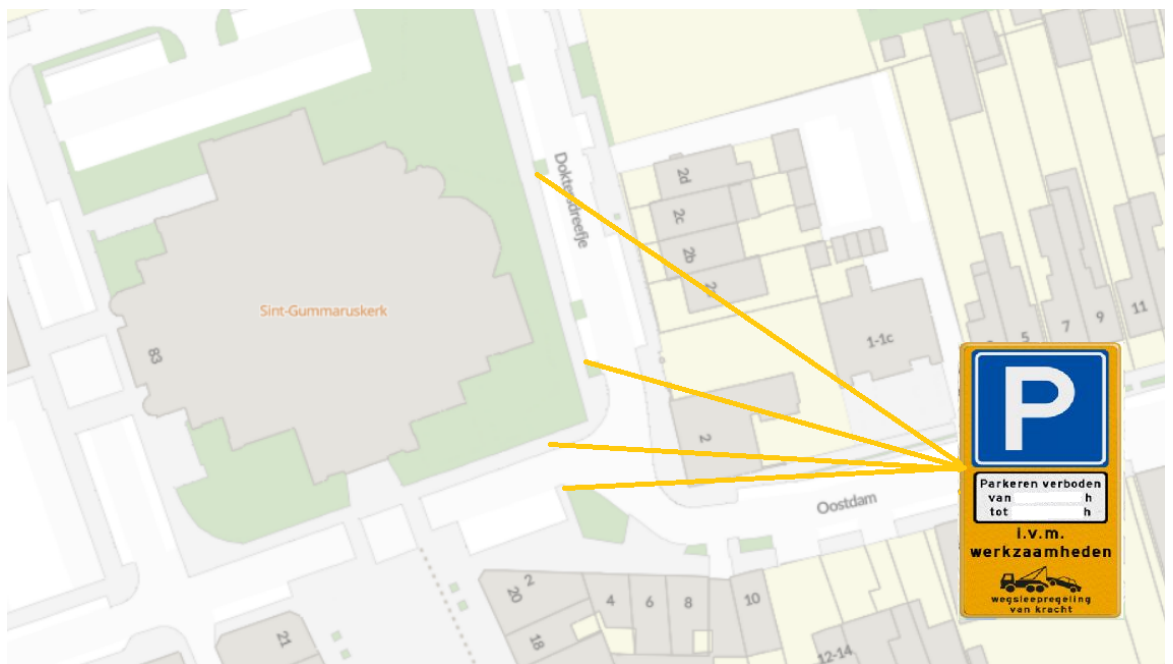 Doktersdreefje
2d
2c
2b
Sint-Gummaruskerk
83
1-1c
5
7
9
11
2
P
Parkeren verboden
van h
tot h
i.v.m.
werkzaamheden
wegsleepregeling
van kracht
Oostdam
2
20
4
6
8
10
18
21
12-14